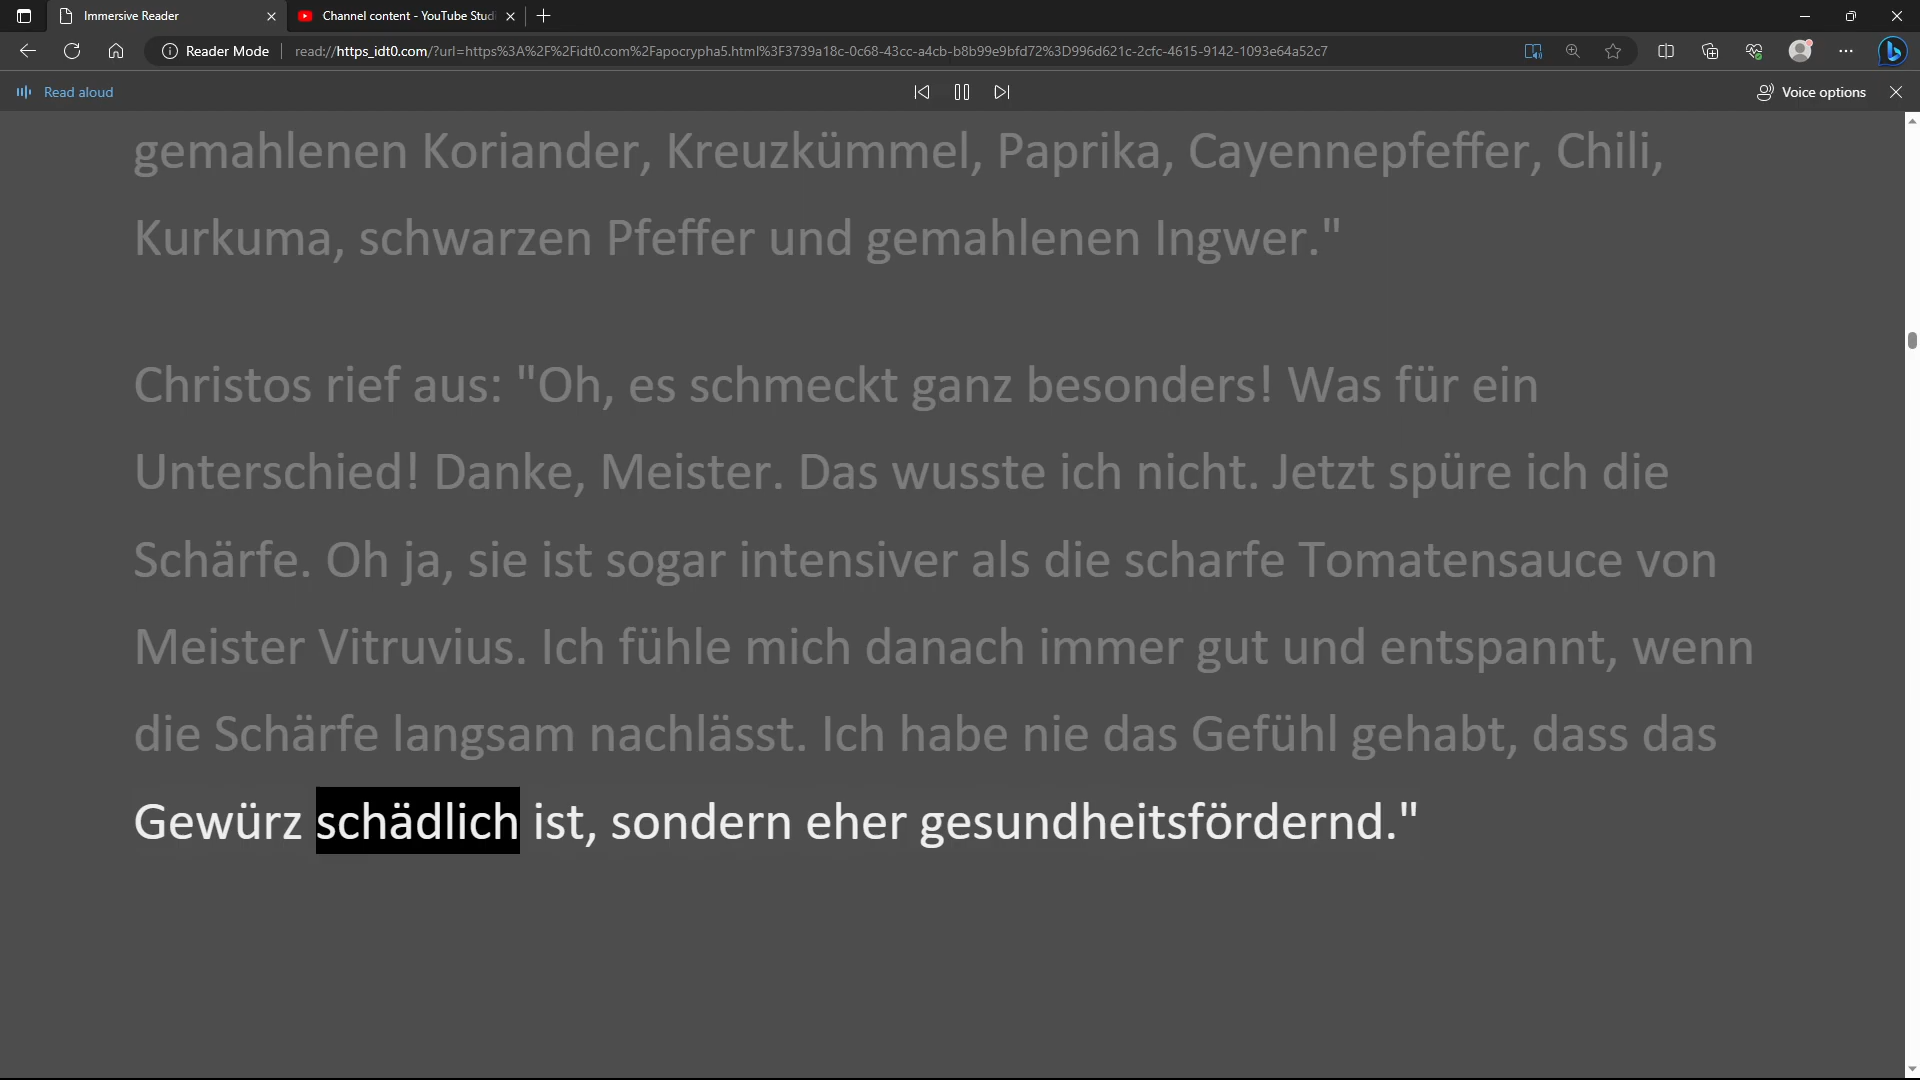 Immersive Reader
Channel content - YouTube Studi
Reader Mode
read://https_idt0.com/?url=https%3A%2F%2Fidt0.com%2Fapocrypha5.html%3F3739a18c-0c68-43cc-a4cb-b8b99e9bfd72%3D996d621c-2cfc-4615-9142-1093e64a52c7
Read aloud
Voice options
gemahlenen Koriander, Kreuzkümmel, Paprika, Cayennepfeffer, Chili,
Kurkuma, schwarzen Pfeffer und gemahlenen Ingwer."
Christos rief aus: "Oh, es schmeckt ganz besonders! Was für ein
Unterschied! Danke, Meister. Das wusste ich nicht. Jetzt spüre ich die
Schärfe. Oh ja, sie ist sogar intensiver als die scharfe Tomatensauce von
Meister Vitruvius. Ich fühle mich danach immer gut und entspannt, wenn
die Schärfe langsam nachlässt. Ich habe nie das Gefühl gehabt, dass das
Gewürz schädlich ist, sondern eher gesundheitsfördernd."